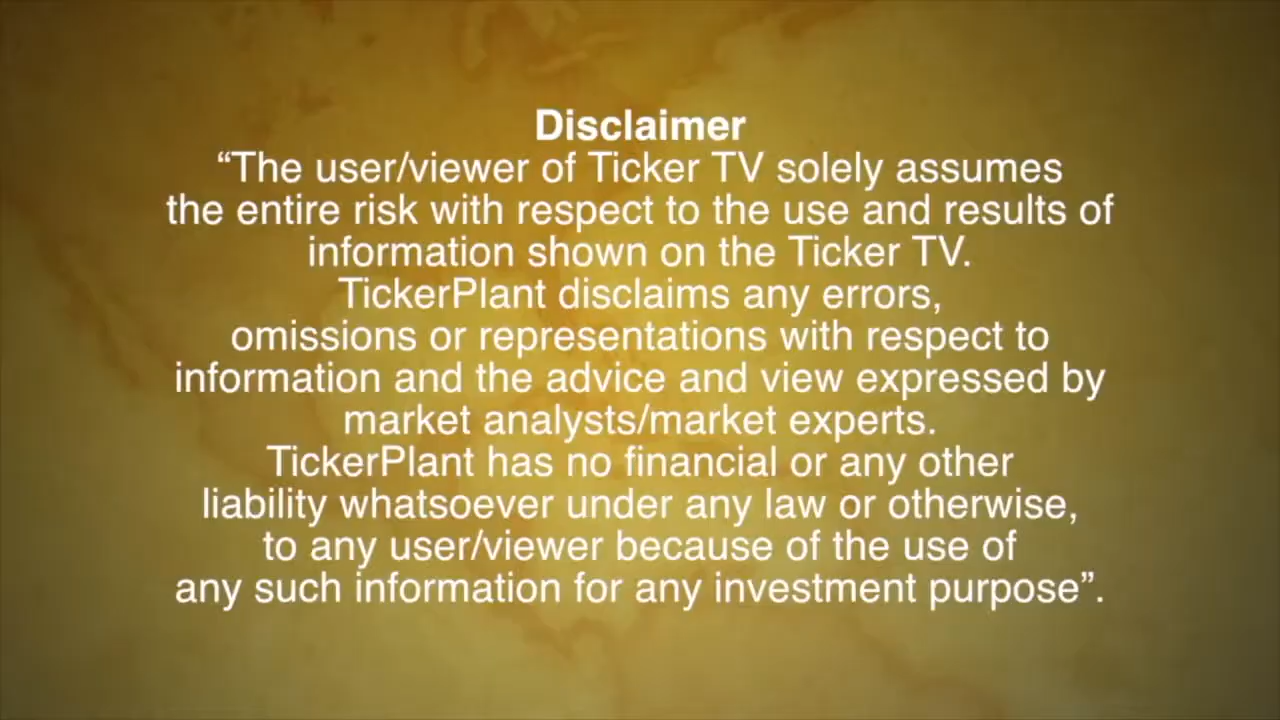 Disclaimer
“The user/viewer of Ticker TV solely assumes
the entire risk with respect to the use and results of
information shown on the Ticker TV.
TickerPlant disclaims any errors,
omissions or representations with respect to
information and the advice and view expressed by
market analysts/market experts.
TickerPlant has no financial or any other
liability whatsoever under any law or otherwise,
to any user/viewer because of the use of
any such information for any investment purpose”.